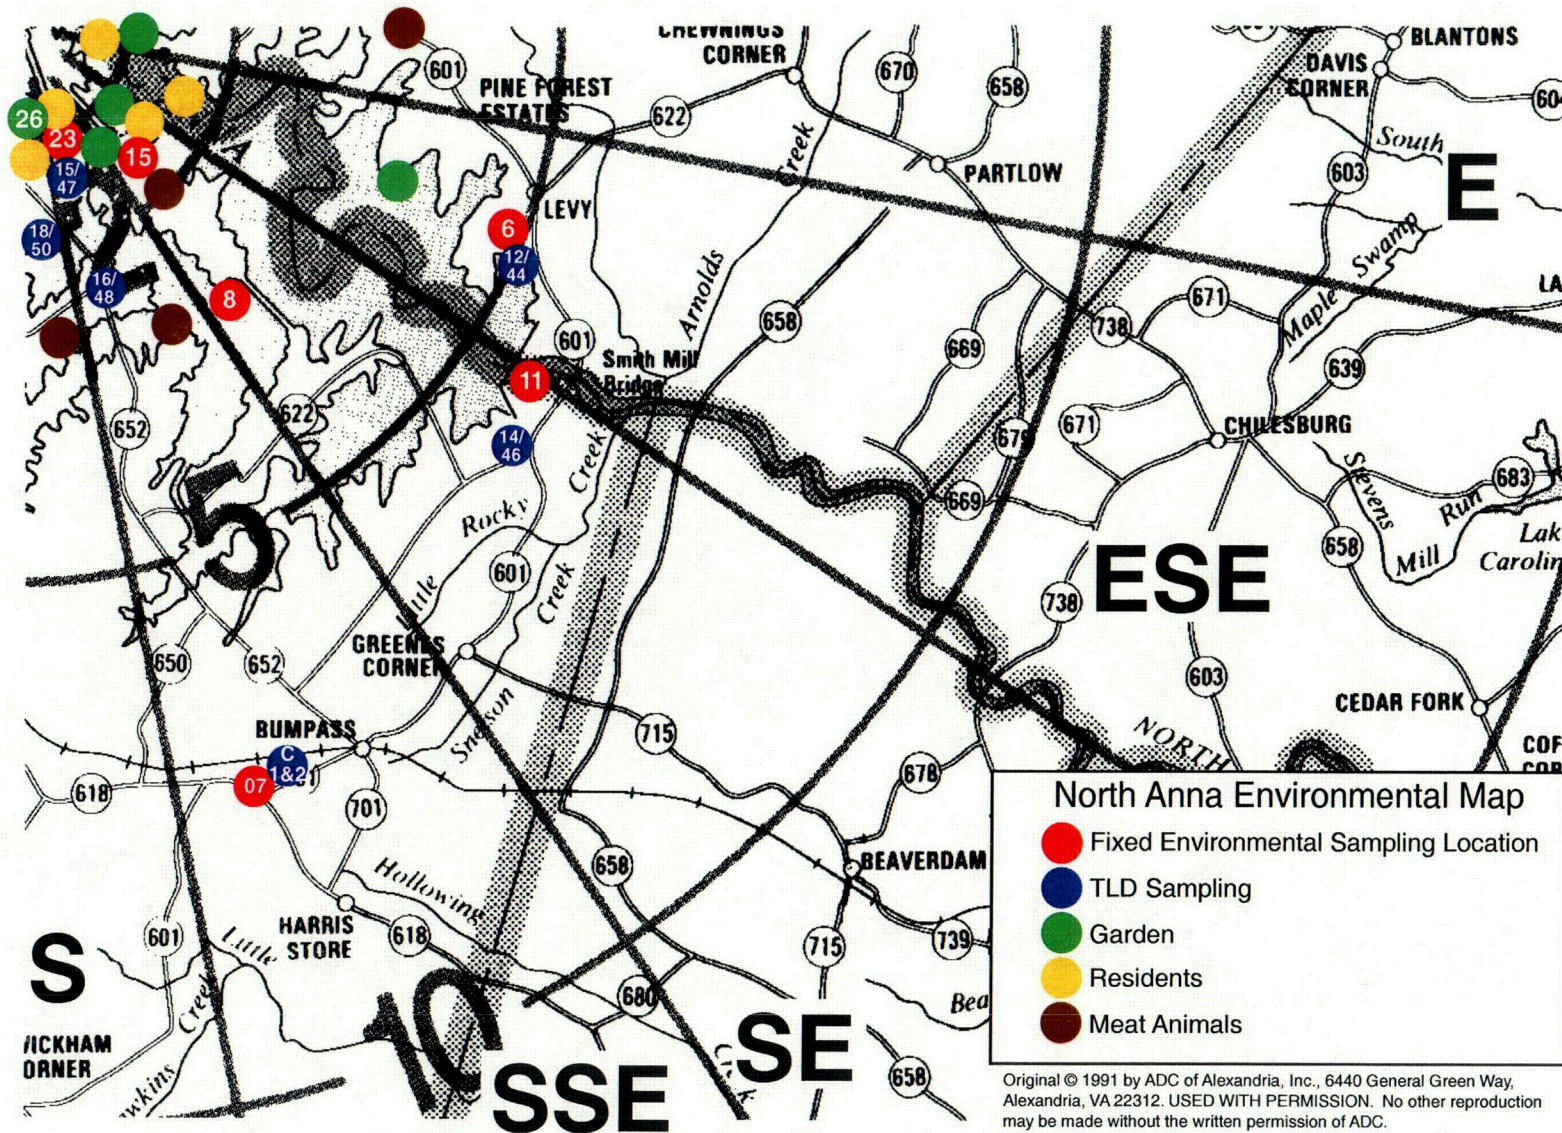 CHEWNINGS
CORNER
BLANTONS
DAVIS
CORNER
601
670
658
604
PINE FOREST
ESTATES
622
South
26
23
15
15/
47
Creek
PARTLOW
603
E
LEVY
6
18/
50
12/
44
16/
48
8
Arnolds
Maple Swamp
671
658
738
601
669
Smith Mill
Bridge
639
11
622
652
671
679
CHILESBURG
14/
46
Creek
Stevens
683
5
669
Rocky
Run
658
Lak
Carolin
Mill
601
Little
Creek
ESE
738
GREENES
CORNER
650
652
603
CEDAR FORK
Snelson
BUMPASS
715
NORTH
C
1&2
07
618
701
678
COF
COR
North Anna Environmental Map
Fixed Environmental Sampling Location
TLD Sampling
Garden
Residents
Meat Animals
BEAVERDAM
658
Hollowing
Creek
HARRIS
STORE
618
601
Little
Creek
715
739
S
680
Bea
10
SE
SSE
658
Original © 1991 by ADC of Alexandria, Inc., 6440 General Green Way,
Alexandria, VA 22312. USED WITH PERMISSION. No other reproduction
may be made without the written permission of ADC.